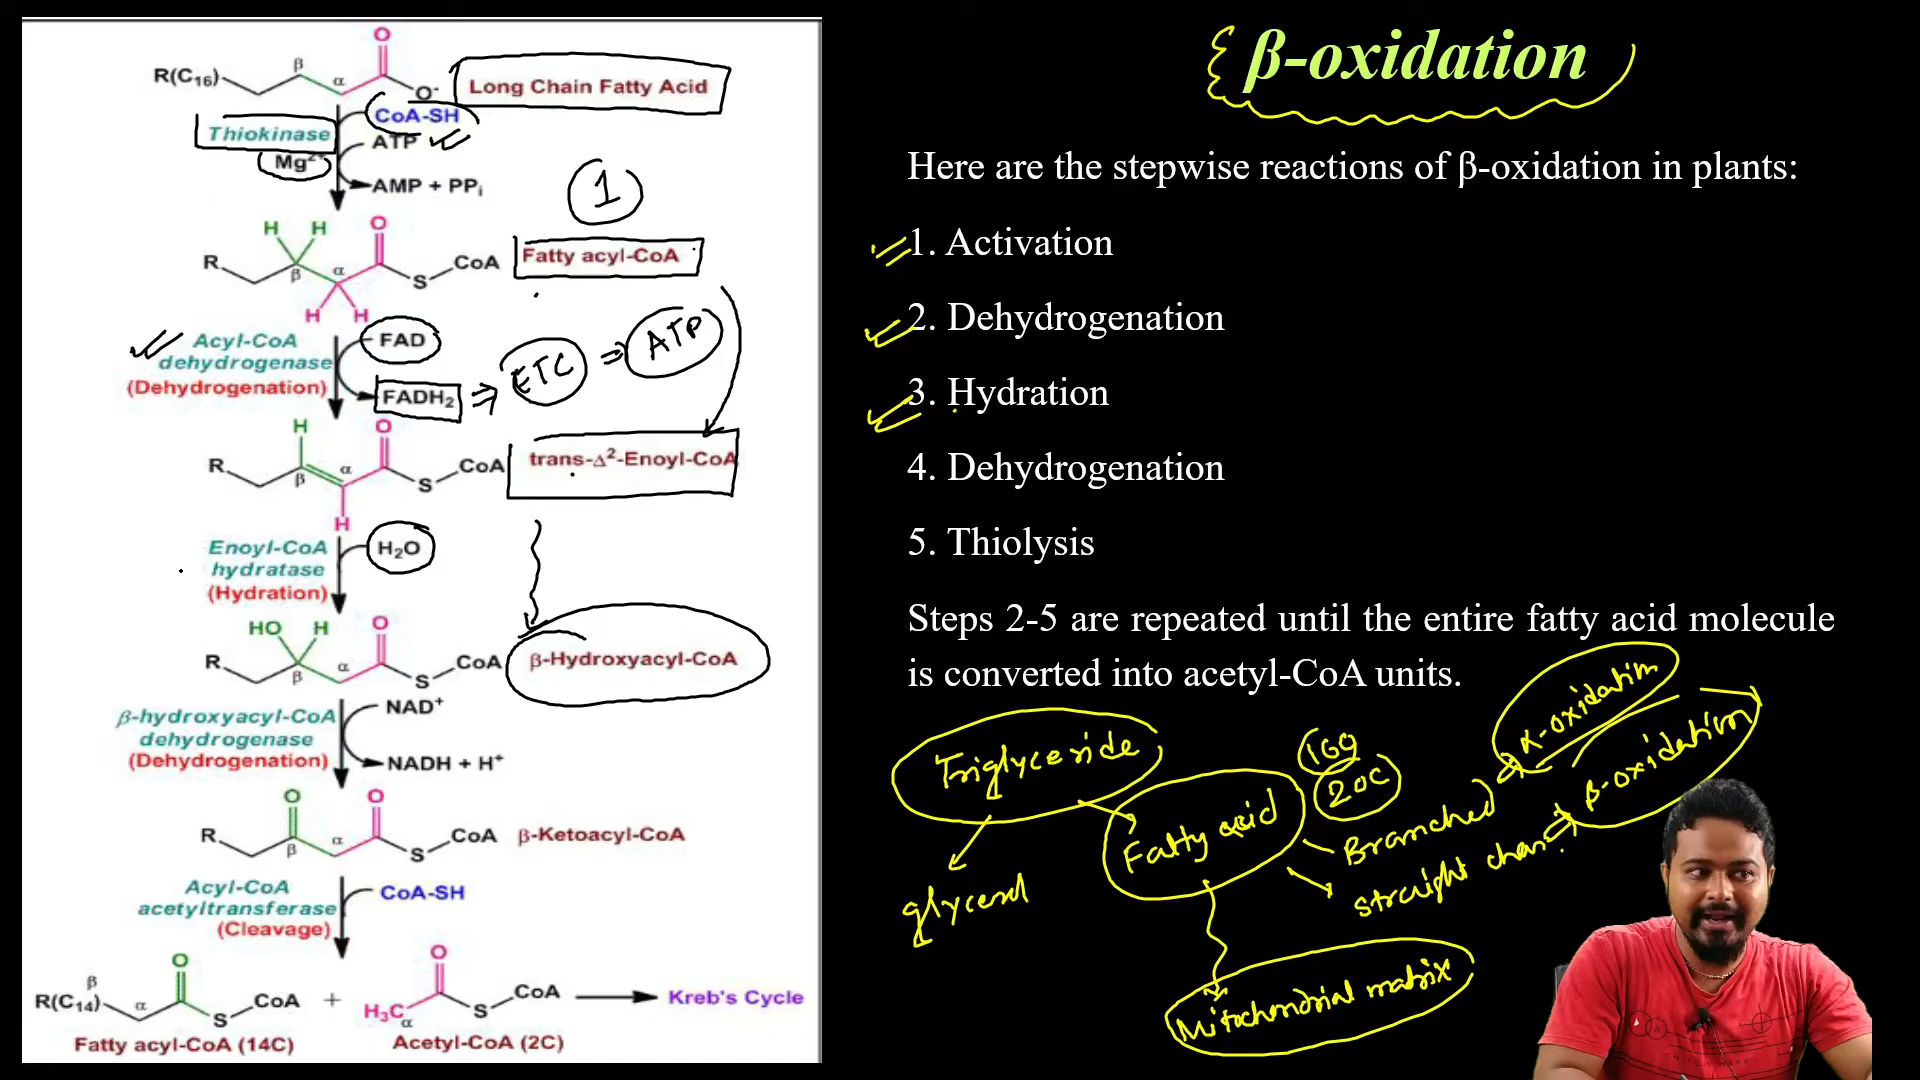 β-oxidation
Here are the stepwise reactions of β-oxidation in plants:
1. Activation
2. Dehydrogenation
3. Hydration
4. Dehydrogenation
5. Thiolysis
Steps 2-5 are repeated until the entire fatty acid molecule
is converted into acetyl-CoA units.
Triglyceride
glycerol
Fatty acid
20C
Branched
α-oxidation
straight chain
β-oxidation
Mitochondrial matrix
O
β
R(C₁₆)
α
O⁻
Long Chain Fatty Acid
CoA-SH
Thiokinase
ATP
Mg²⁺
AMP + PPᵢ
1
H H O
R β α S CoA
Fatty acyl-CoA
H H
Acyl-CoA
dehydrogenase
(Dehydrogenation)
FAD
FADH₂
ETC
ATP
H O
R β α S CoA
trans-Δ²-Enoyl-CoA
H
Enoyl-CoA
hydratase
(Hydration)
H₂O
HO H O
R β α S CoA
β-Hydroxyacyl-CoA
β-hydroxyacyl-CoA
dehydrogenase
(Dehydrogenation)
NAD⁺
NADH + H⁺
O O
R β α S CoA
β-Ketoacyl-CoA
Acyl-CoA
acetyltransferase
(Cleavage)
CoA-SH
O O
β
R(C₁₄) α S CoA + H₃C α S CoA
Kreb's Cycle
Fatty acyl-CoA (14C)
Acetyl-CoA (2C)